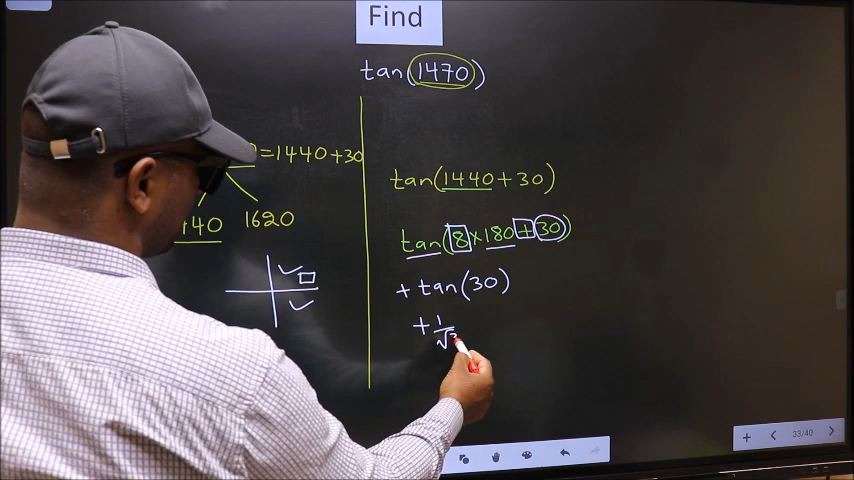 Find
tan(1470)
=1440+30
40
1620
tan(1440+30)
tan(8×180+30)
+tan(30)
+1/√3
33/40